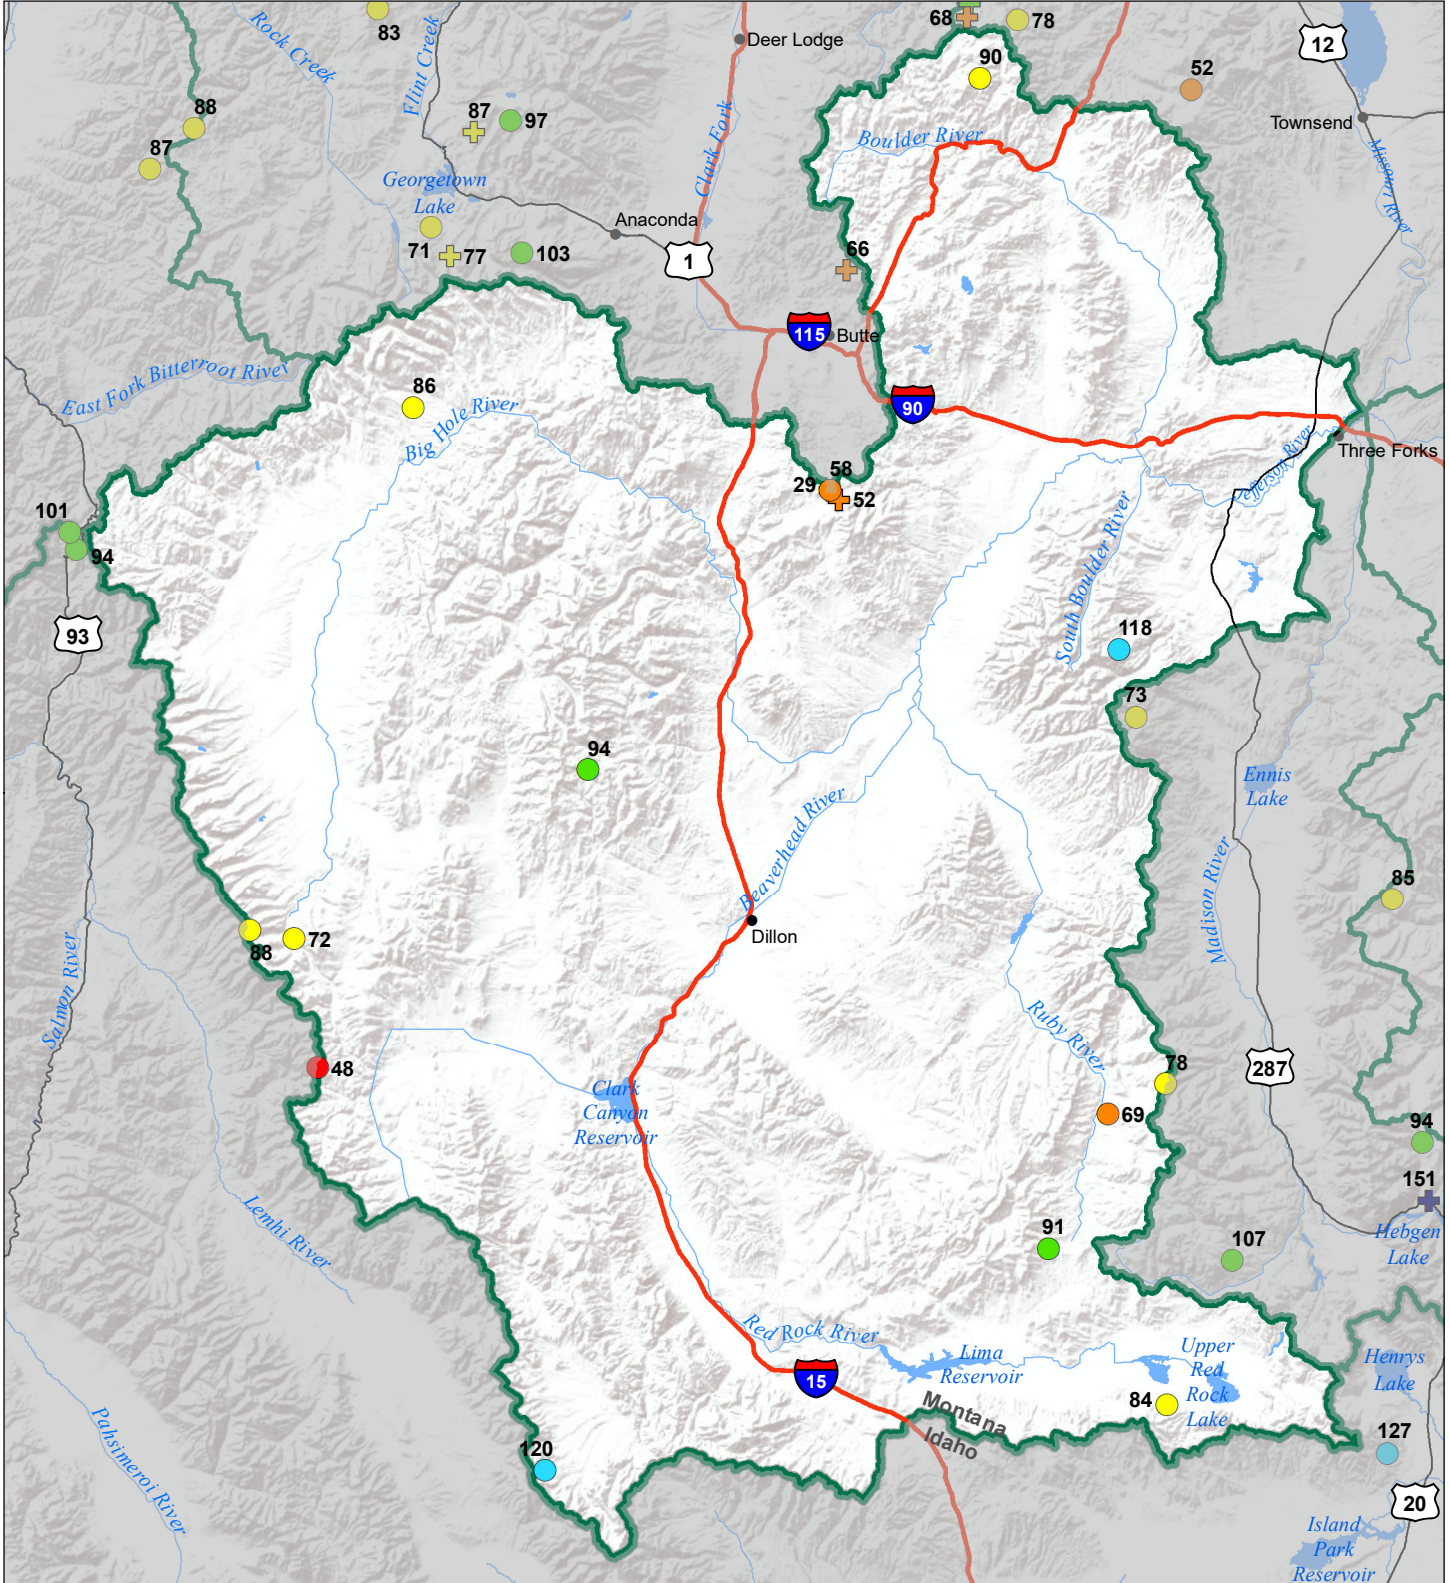 83
Rock Creek
Flint Creek
Deer Lodge
68
78
12
90
52
88
87
97
Townsend
87
Boulder River
Clark Fork
Missouri River
Georgetown
Lake
Anaconda
71
77
103
1
66
115
Butte
East Fork Bitterroot River
86
Big Hole River
90
Three Forks
Jefferson River
58
29
52
101
94
South Boulder River
93
118
73
94
Ennis
Lake
Beaverhead River
Madison River
85
Dillon
88
72
Salmon River
Ruby River
48
Clark
Canyon
Reservoir
78
287
69
94
151
Hebgen
Lake
Lemhi River
91
107
Red Rock River
Lima
Reservoir
Upper
Red
Rock
Lake
Henrys
Lake
15
84
Montana
Idaho
Pahsimeroi River
120
127
20
Island
Park
Reservoir